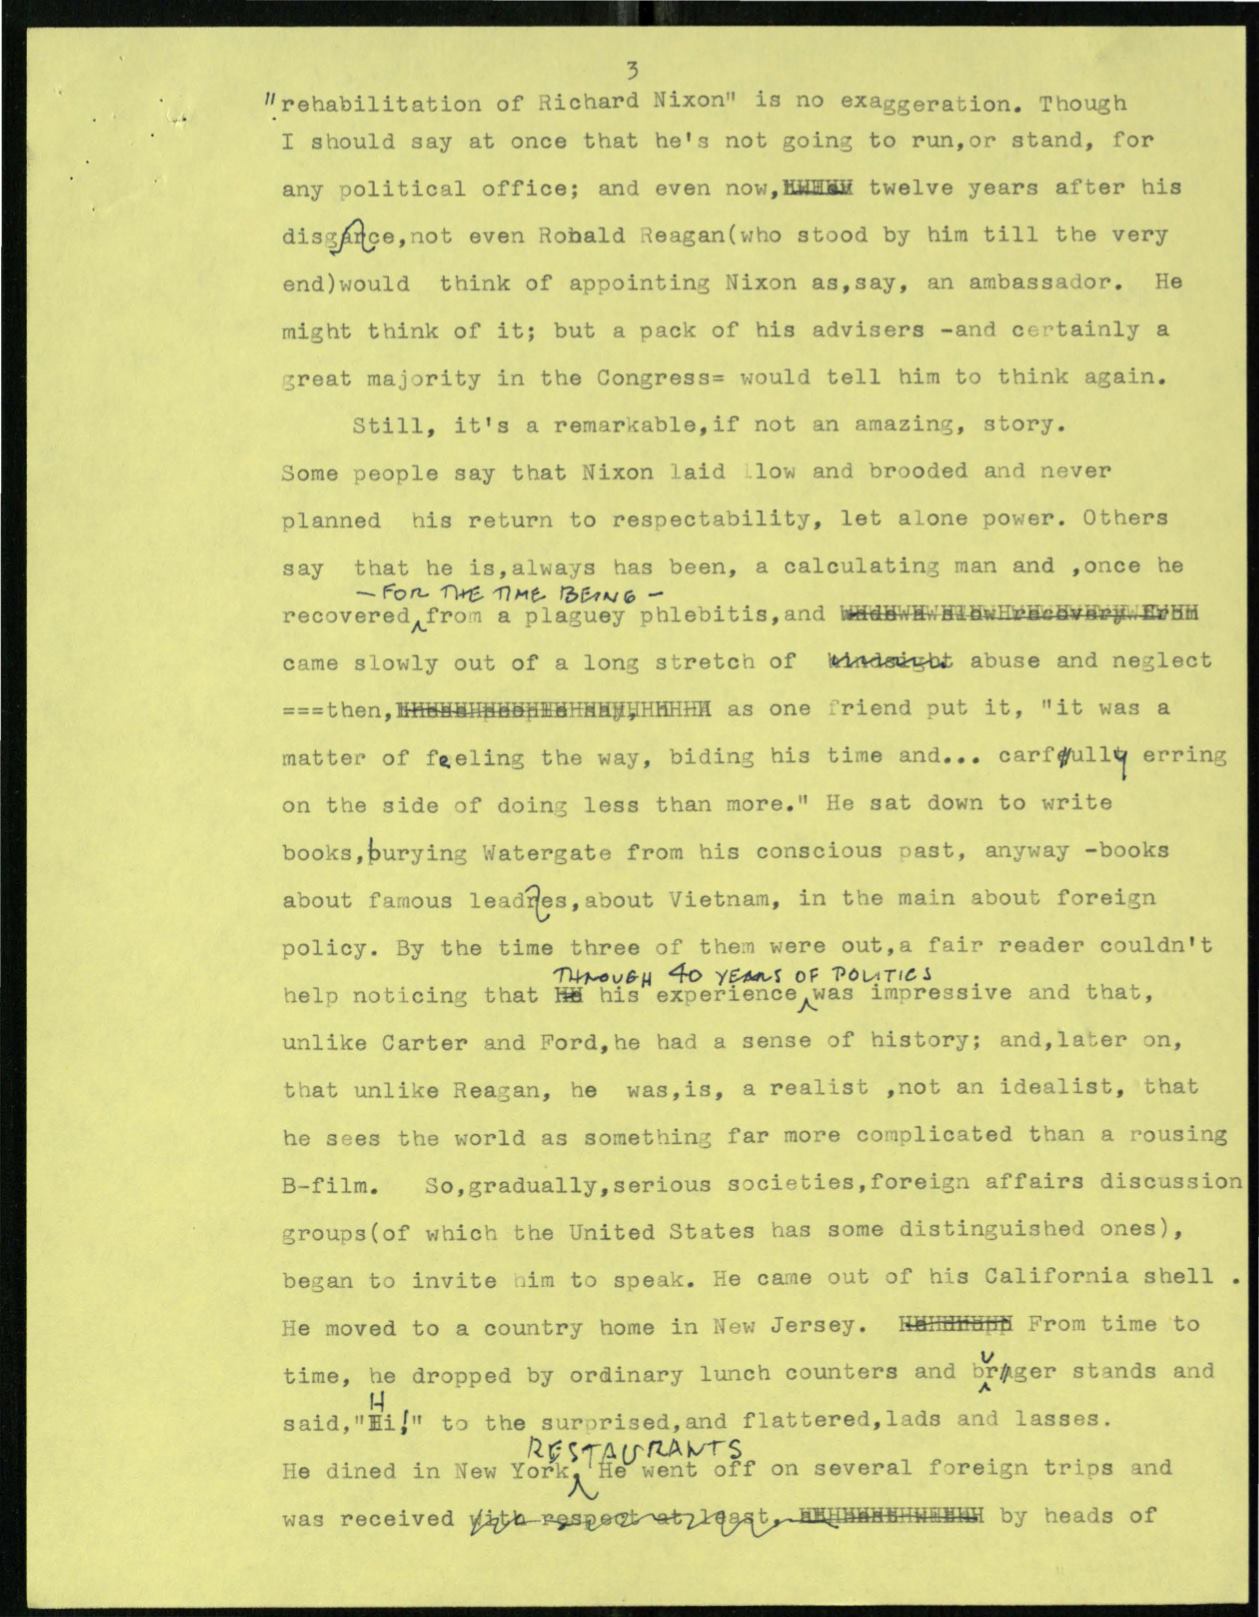 3
"rehabilitation of Richard Nixon" is no exaggeration. Though
I should say at once that he's not going to run,or stand, for
any political office; and even now, twelve years after his
disgarce,not even Ronald Reagan(who stood by him till the very
end)would think of appointing Nixon as,say, an ambassador. He
might think of it; but a pack of his advisers -and certainly a
great majority in the Congress= would tell him to think again.
Still, it's a remarkable,if not an amazing, story.
Some people say that Nixon laid low and brooded and never
planned his return to respectability, let alone power. Others
say that he is,always has been, a calculating man and ,once he
- FOR THE TIME BEING -
recovered from a plaguey phlebitis,and made a slow recovery from
came slowly out of a long stretch of hindsight abuse and neglect
===then, these people say, as one friend put it, "it was a
matter of feeling the way, biding his time and... carefully erring
on the side of doing less than more." He sat down to write
books,burying Watergate from his conscious past, anyway -books
about famous leadres,about Vietnam, in the main about foreign
policy. By the time three of them were out,a fair reader couldn't
THROUGH 40 YEARS OF POLITICS
help noticing that his experience was impressive and that,
unlike Carter and Ford,he had a sense of history; and,later on,
that unlike Reagan, he was,is, a realist ,not an idealist, that
he sees the world as something far more complicated than a rousing
B-film. So,gradually,serious societies,foreign affairs discussion
groups(of which the United States has some distinguished ones),
began to invite him to speak. He came out of his California shell .
He moved to a country home in New Jersey. From time to
time, he dropped by ordinary lunch counters and burger stands and
said,"Hi!" to the surprised,and flattered,lads and lasses.
RESTAURANTS
He dined in New York. He went off on several foreign trips and
was received with respect at least, by heads of